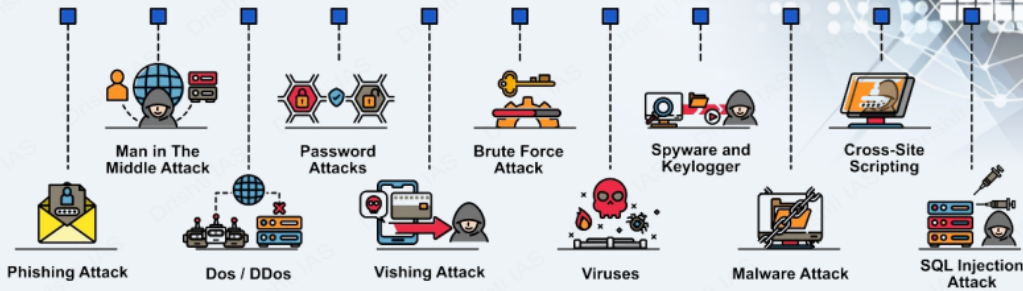 Man in The
Middle Attack
Password
Attacks
Brute Force
Attack
Spyware and
Keylogger
Cross-Site
Scripting
Phishing Attack
Dos / DDos
Vishing Attack
Viruses
Malware Attack
SQL Injection
Attack